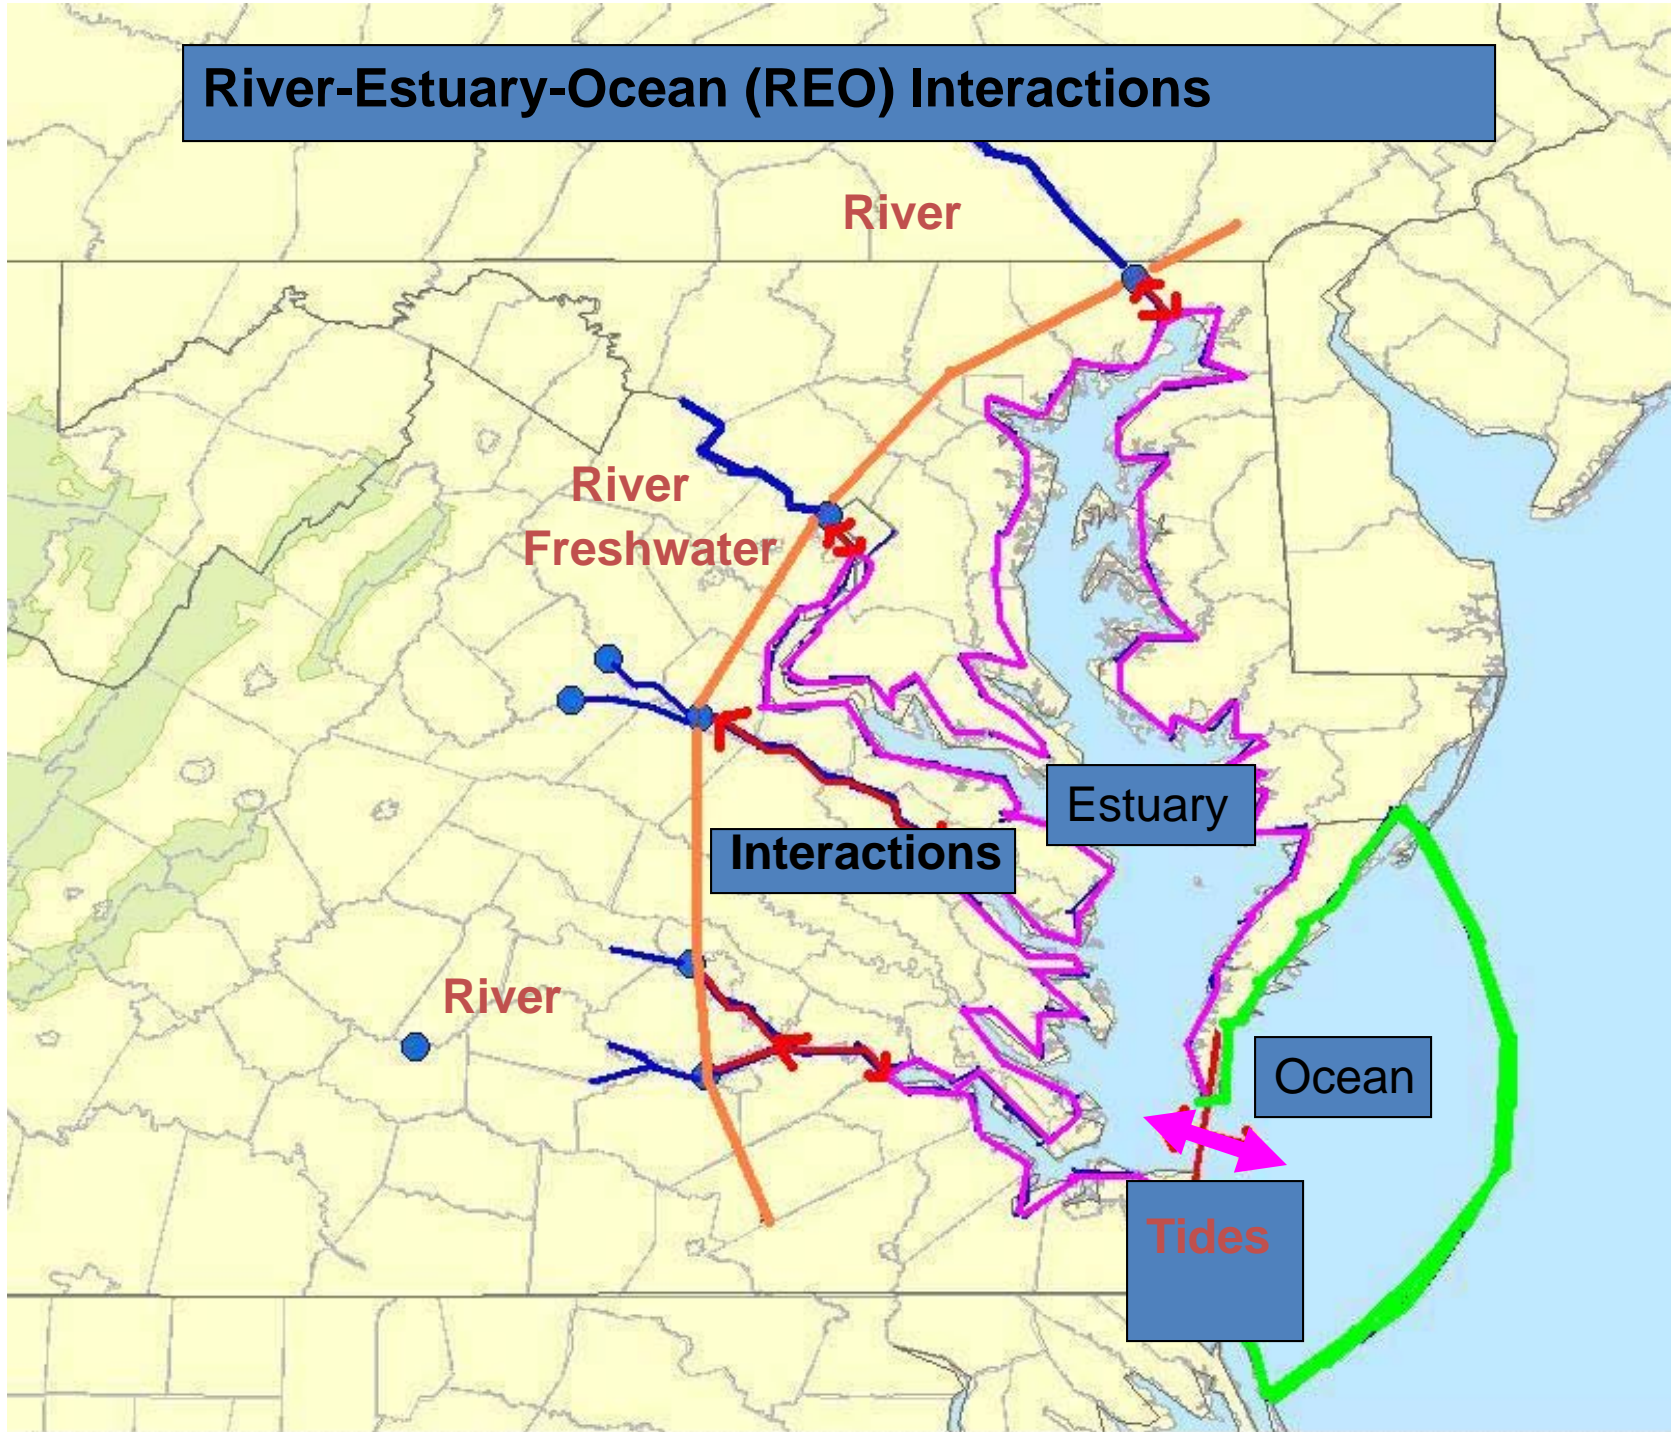 River-Estuary-Ocean (REO) Interactions
River
River
Freshwater
Estuary
Interactions
River
Ocean
Tides